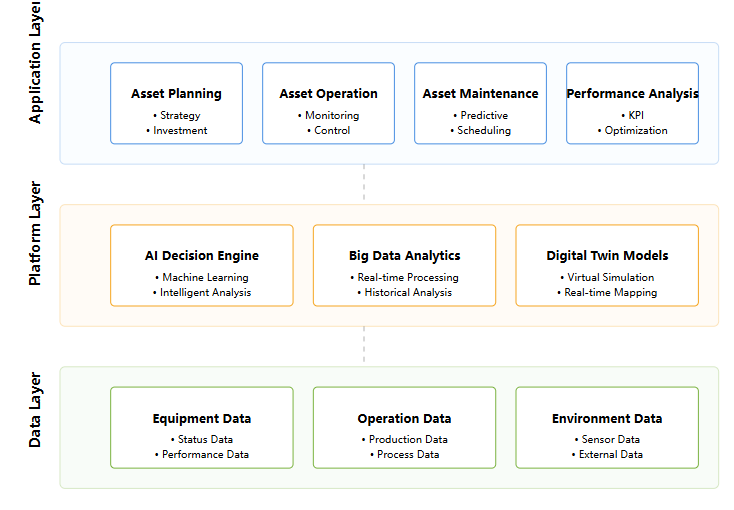 Application Layer
Asset Planning
• Strategy
• Investment
Asset Operation
• Monitoring
• Control
Asset Maintenance
• Predictive
• Scheduling
Performance Analysis
• KPI
• Optimization
Platform Layer
AI Decision Engine
• Machine Learning
• Intelligent Analysis
Big Data Analytics
• Real-time Processing
• Historical Analysis
Digital Twin Models
• Virtual Simulation
• Real-time Mapping
Data Layer
Equipment Data
• Status Data
• Performance Data
Operation Data
• Production Data
• Process Data
Environment Data
• Sensor Data
• External Data